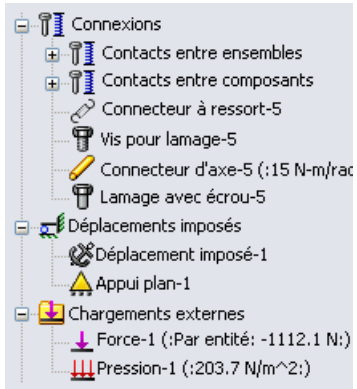 Connexions
Contacts entre ensembles
Contacts entre composants
Connecteur à ressort-5
Vis pour lamage-5
Connecteur d'axe-5 (:15 N-m/rad
Lamage avec écrou-5
Déplacements imposés
Déplacement imposé-1
Appui plan-1
Chargements externes
Force-1 (:Par entité: -1112.1 N:)
Pression-1 (:203.7 N/m^2:)